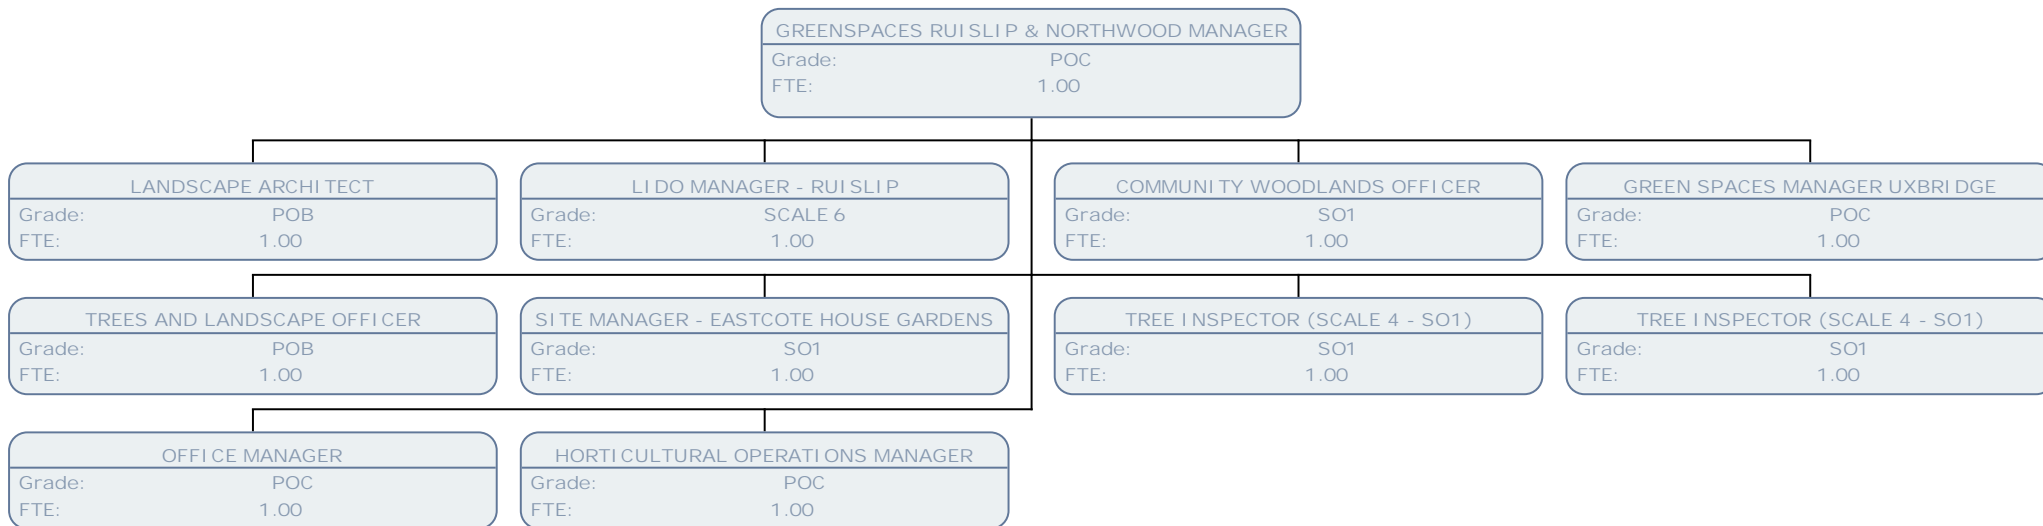 GREENSPACES RUISLIP & NORTHWOOD MANAGER
Grade: POC
FTE: 1.00
LANDSCAPE ARCHITECT
Grade: POB
FTE: 1.00
LIDO MANAGER - RUISLIP
Grade: SCALE 6
FTE: 1.00
COMMUNITY WOODLANDS OFFICER
Grade: SO1
FTE: 1.00
GREEN SPACES MANAGER UXBRIDGE
Grade: POC
FTE: 1.00
TREES AND LANDSCAPE OFFICER
Grade: POB
FTE: 1.00
SITE MANAGER - EASTCOTE HOUSE GARDENS
Grade: SO1
FTE: 1.00
TREE INSPECTOR (SCALE 4 - SO1)
Grade: SO1
FTE: 1.00
TREE INSPECTOR (SCALE 4 - SO1)
Grade: SO1
FTE: 1.00
OFFICE MANAGER
Grade: POC
FTE: 1.00
HORTICULTURAL OPERATIONS MANAGER
Grade: POC
FTE: 1.00